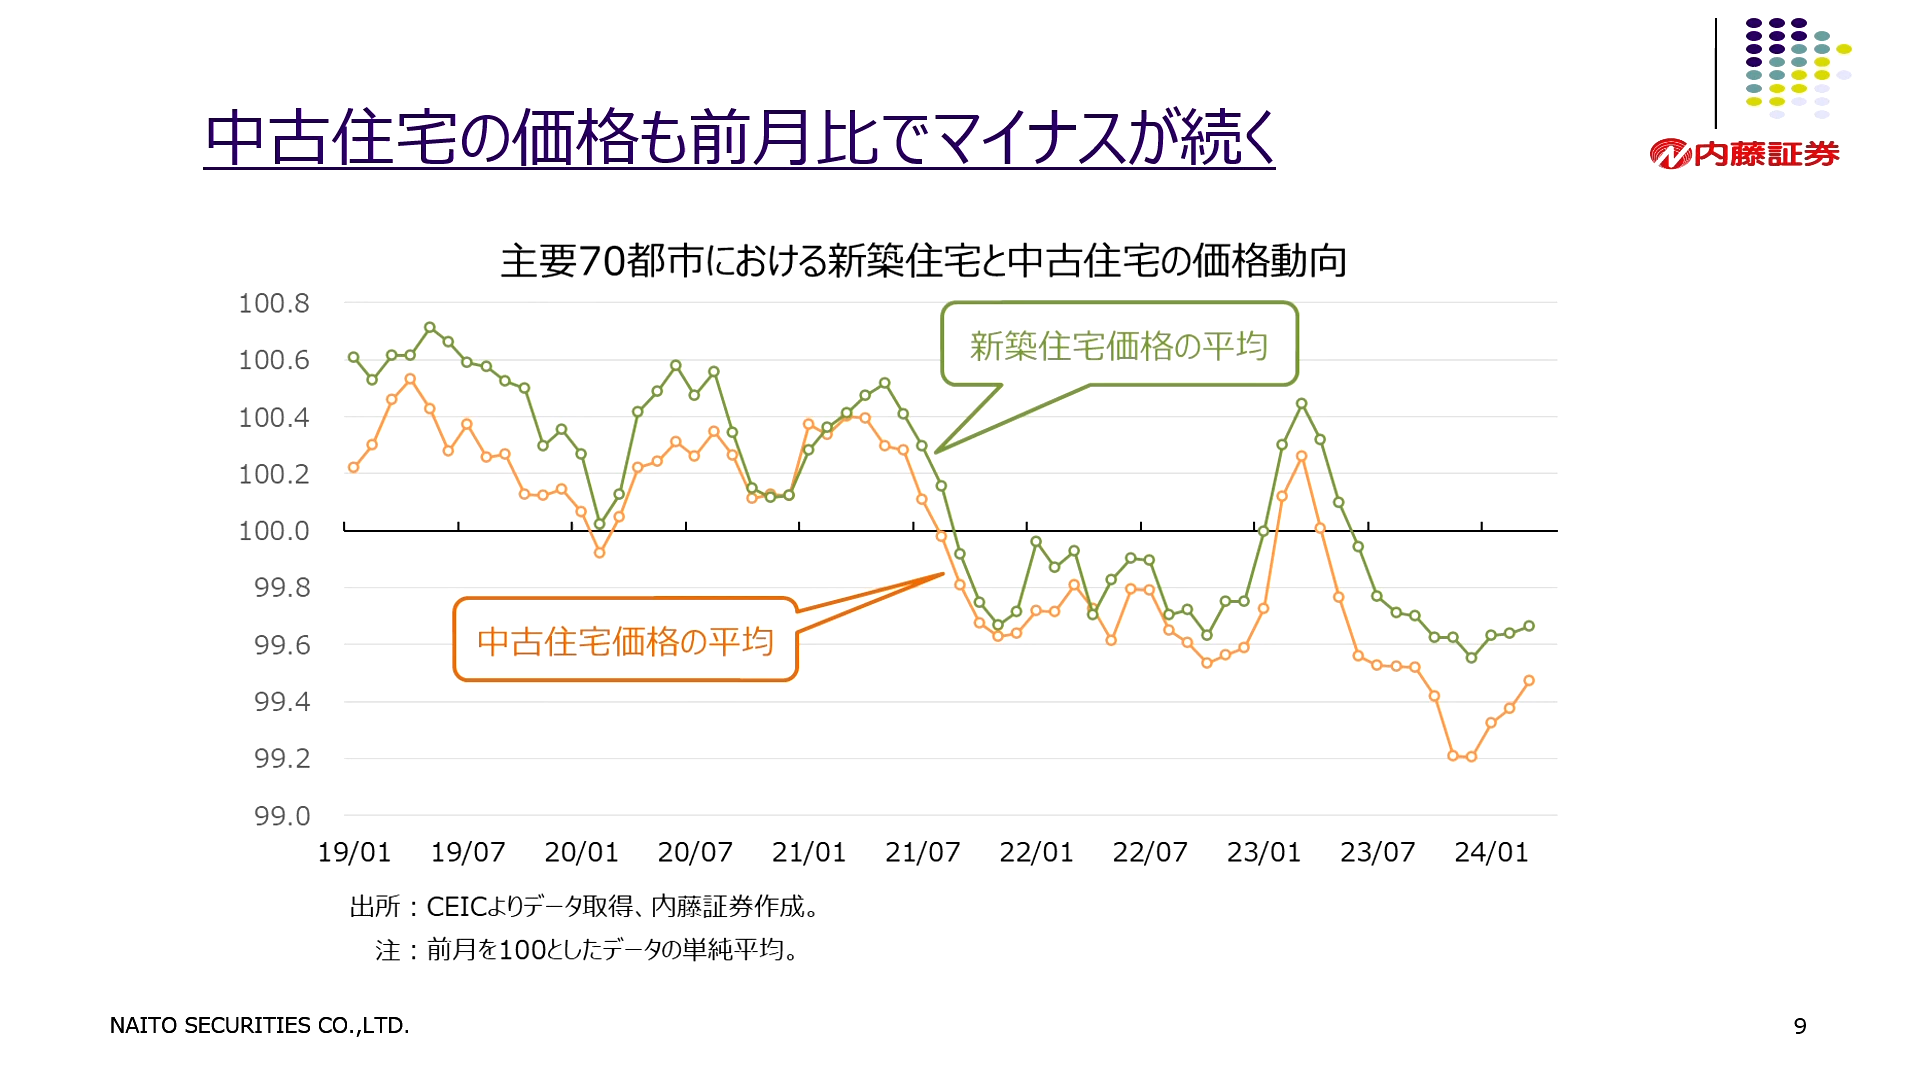 内藤証券
中古住宅の価格も前月比でマイナスが続く
主要70都市における新築住宅と中古住宅の価格動向
100.8
100.6
100.4
100.2
100.0
99.8
99.6
99.4
99.2
99.0
新築住宅価格の平均
中古住宅価格の平均
19/01 19/07 20/01 20/07 21/01 21/07 22/01 22/07 23/01 23/07 24/01
出所：CEICよりデータ取得、内藤証券作成。
注：前月を100としたデータの単純平均。
NAITO SECURITIES CO.,LTD.
9